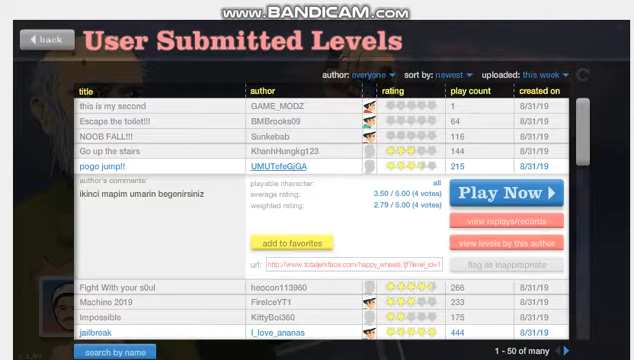 www.BANDICAM.com
back
User Submitted Levels
author: everyone sort by: newest uploaded: this week
title author rating play count created on
this is my second GAME_MODZ 1 8/31/19
Escape the toilet!!! BMBrooks09 64 8/31/19
NOOB FALL!!! Sunkebab 116 8/31/19
Go up the stairs KhanhHungkg123 144 8/31/19
pogo jump!! UMUTefeGjGA 215 8/31/19
author's comments:
ikinci mapim umarin begenirsiniz
playable character: all
average rating: 3.50 / 5.00 (4 votes)
weighted rating: 2.79 / 5.00 (4 votes)
Play Now
view replays/records
add to favorites
view levels by this author
url: http://www.totaljerkface.com/happy_wheels.tjf?level_id=1
flag as inappropriate
Fight With your s0ul heocon113960 266 8/31/19
Machine 2019 FireIceYT1 233 8/31/19
Impossible KittyBoi360 175 8/31/19
jailbreak I_love_ananas 444 8/31/19
search by name
1 - 50 of many